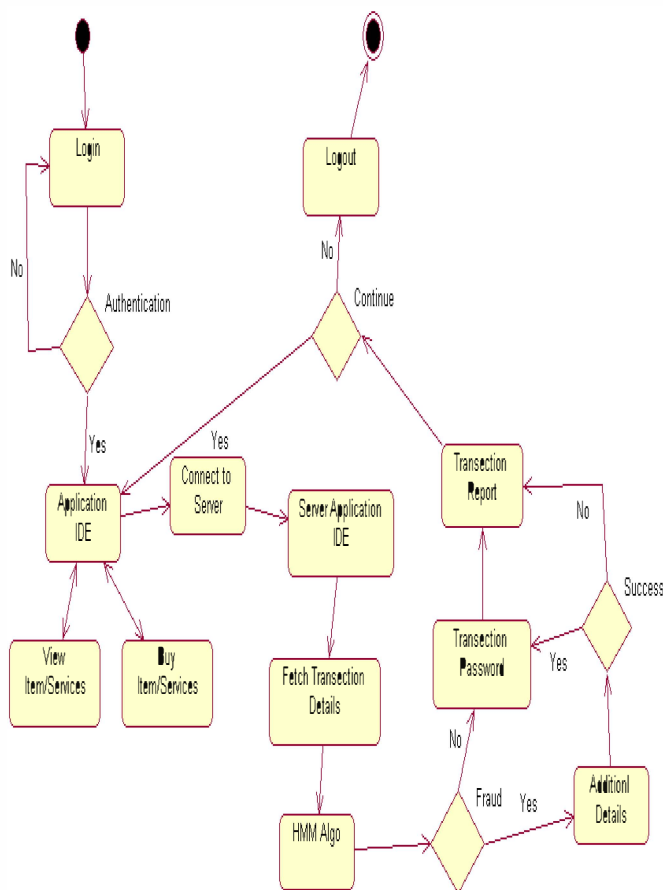 Login
Logout
No
No
Authentication
Continue
Yes
Yes
Application
IDE
Connect to
Server
Server Application
IDE
Transection
Report
No
Success
View
Item/Services
Buy
Item/Services
Fetch Transection
Details
Transection
Password
Yes
No
HMM Algo
Fraud
Yes
Additionl
Details